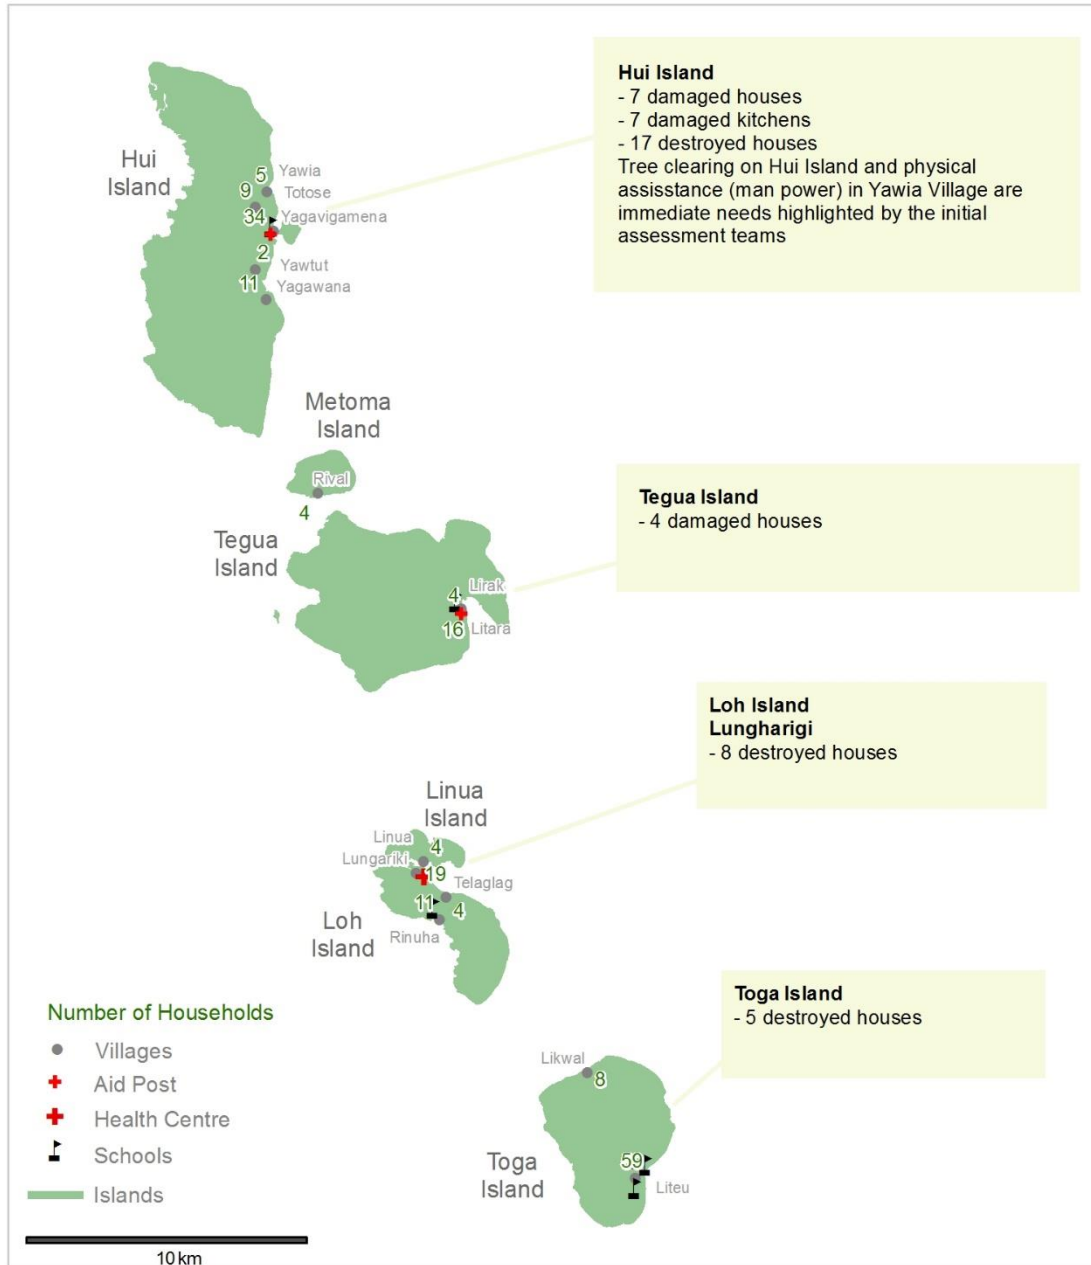 Hui Island
- 7 damaged houses
- 7 damaged kitchens
- 17 destroyed houses
Tree clearing on Hui Island and physical
assisstance (man power) in Yawia Village are
immediate needs highlighted by the initial
assessment teams
Hui
Island
5
Yawia
9
Totose
34
Yagavigamena
2
Yawtut
11
Yagawana
Metoma
Island
Rival
4
Tegua
Island
Tegua Island
- 4 damaged houses
4
Lirak
16
Litara
Loh Island
Lungharigi
- 8 destroyed houses
Linua
Island
Linua
4
Lungariki
19
Telaglag
11
4
Loh
Island
Rinuha
Toga Island
- 5 destroyed houses
Number of Households
Villages
Aid Post
Health Centre
Schools
Islands
10 km
Likwal
8
59
Toga
Island
Liteu